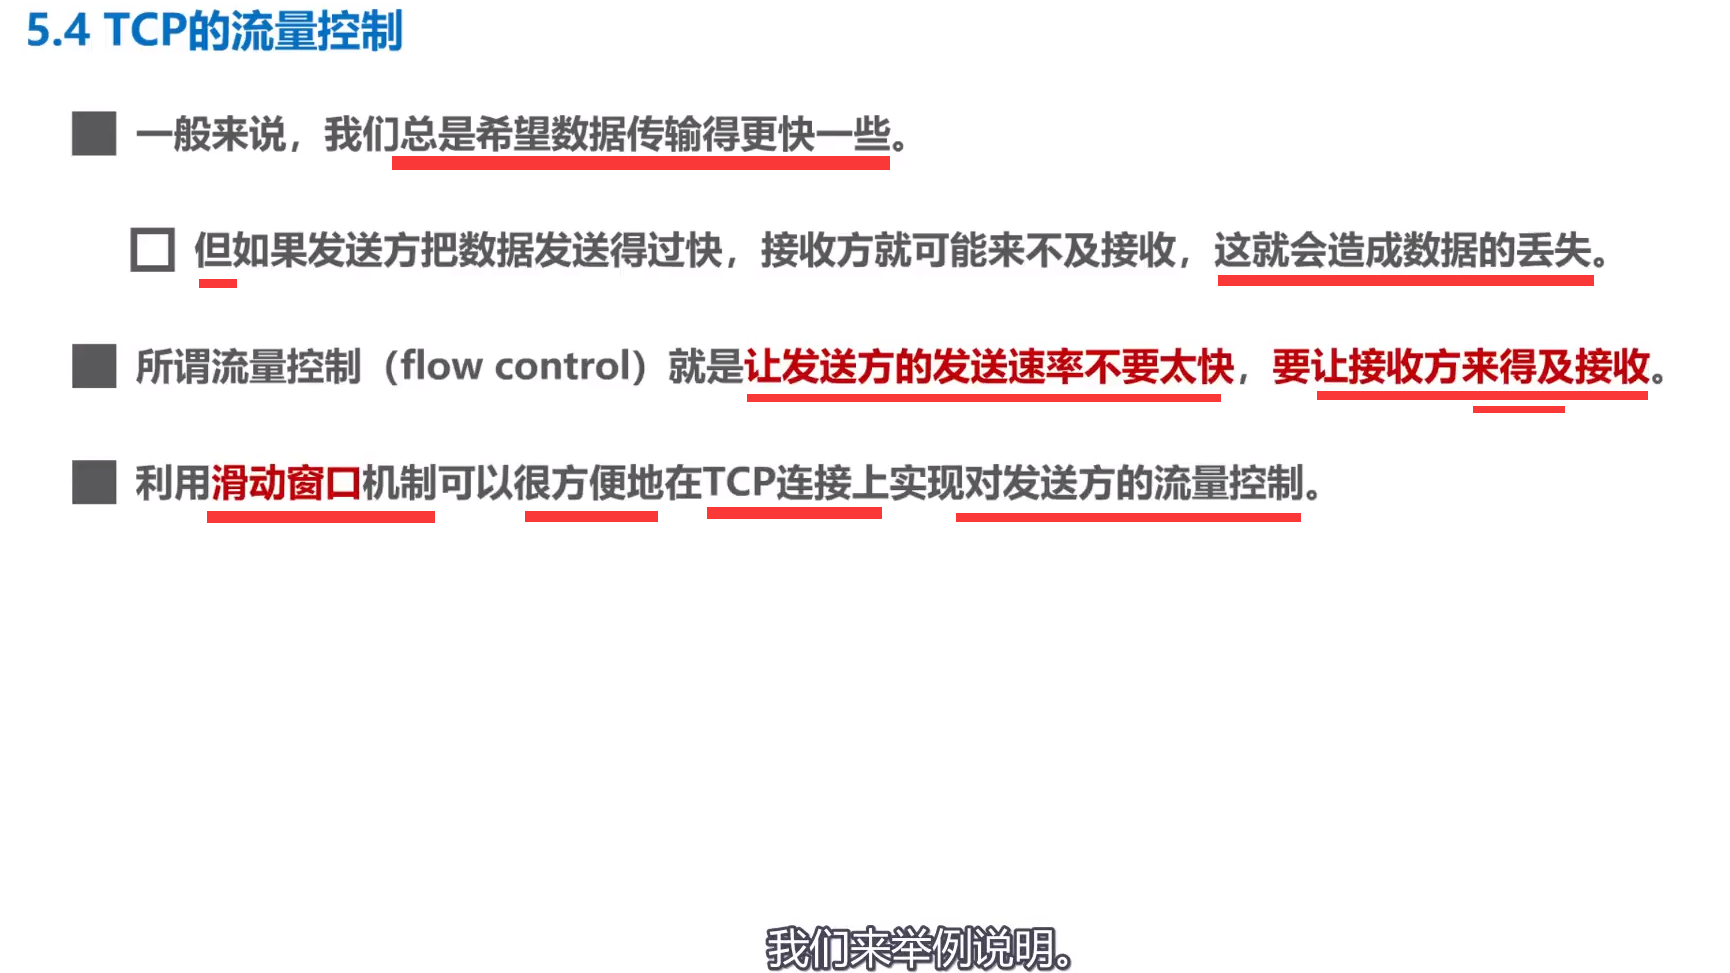 5.4 TCP的流量控制
一般来说，我们总是希望数据传输得更快一些。
但如果发送方把数据发送得过快，接收方就可能来不及接收，这就会造成数据的丢失。
所谓流量控制（flow control）就是让发送方的发送速率不要太快，要让接收方来得及接收。
利用滑动窗口机制可以很方便地在TCP连接上实现对发送方的流量控制。
我们来举例说明。